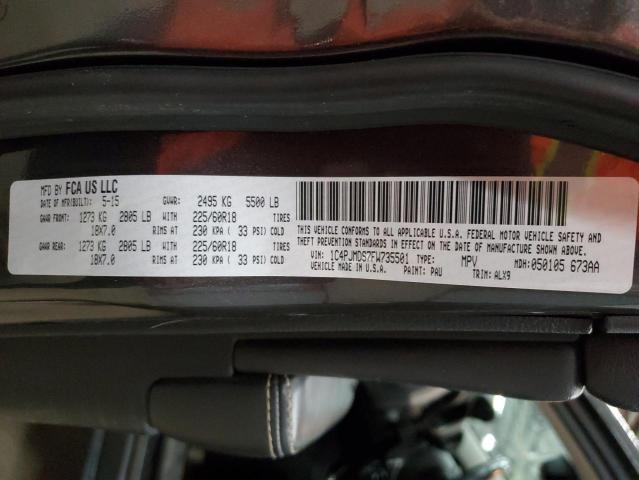 MFD BY FCA US LLC
DATE OF MFR(BUILT): 5-15 GVWR: 2495 KG 5500 LB
GAWR FRONT: 1273 KG 2805 LB WITH 225/60R18 TIRES
18X7.0 RIMS AT 230 KPA ( 33 PSI) COLD
GAWR REAR: 1273 KG 2805 LB WITH 225/60R18 TIRES
18X7.0 RIMS AT 230 KPA ( 33 PSI) COLD
THIS VEHICLE CONFORMS TO ALL APPLICABLE U.S.A. FEDERAL MOTOR VEHICLE SAFETY AND
THEFT PREVENTION STANDARDS IN EFFECT ON THE DATE OF MANUFACTURE SHOWN ABOVE.
VIN: 1C4PJMDS7FW735501 TYPE: MPV MDH: 050105 673AA
VEHICLE MADE IN U.S.A. PAINT: PAU TRIM: ALX9